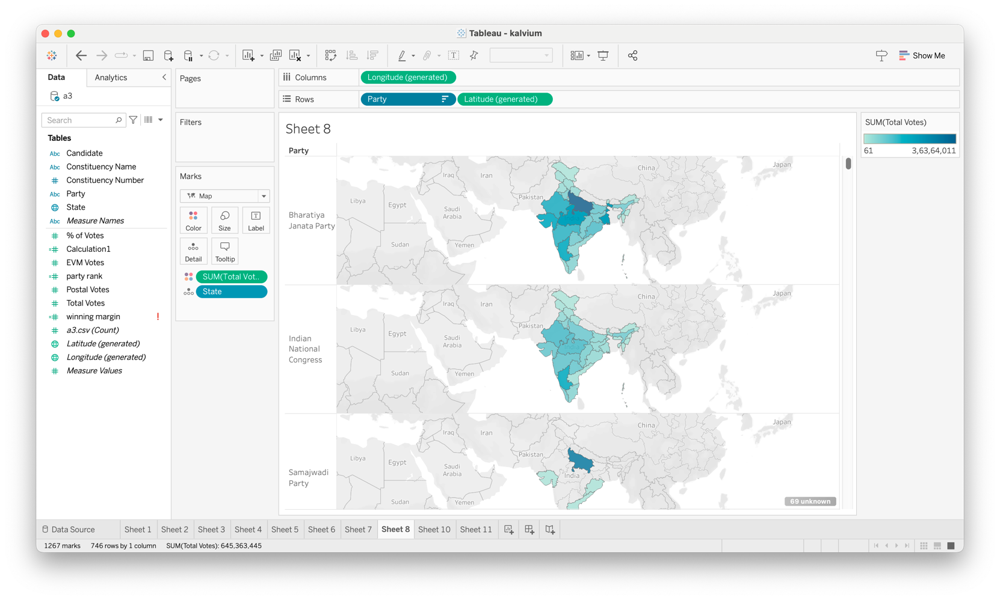 Tableau - kalvium
Show Me
Data
Analytics
a3
Search
Tables
Abc Candidate
Abc Constituency Name
# Constituency Number
Abc Party
State
Abc Measure Names
# % of Votes
=# Calculation1
# EVM Votes
=# party rank
# Postal Votes
# Total Votes
=# winning margin !
# a3.csv (Count)
Latitude (generated)
Longitude (generated)
# Measure Values
Pages
Filters
Marks
Map
Color
Size
Label
Detail
Tooltip
SUM(Total Vot..
State
Columns
Longitude (generated)
Rows
Party
Latitude (generated)
Sheet 8
Party
Bharatiya
Janata Party
Libya
Egypt
Sudan
Iraq
Iran
Saudi
Arabia
Yemen
Pakistan
India
China
Japan
Indian
National
Congress
Libya
Egypt
Sudan
Iraq
Iran
Saudi
Arabia
Yemen
Pakistan
India
China
Japan
Samajwadi
Party
Libya
Egypt
Sudan
Iraq
Iran
Saudi
Arabia
Yemen
Pakistan
India
China
Japan
69 unknown
SUM(Total Votes)
61
3,63,64,011
Data Source
Sheet 1
Sheet 2
Sheet 3
Sheet 4
Sheet 5
Sheet 6
Sheet 7
Sheet 8
Sheet 10
Sheet 11
1267 marks
746 rows by 1 column
SUM(Total Votes): 645,363,445